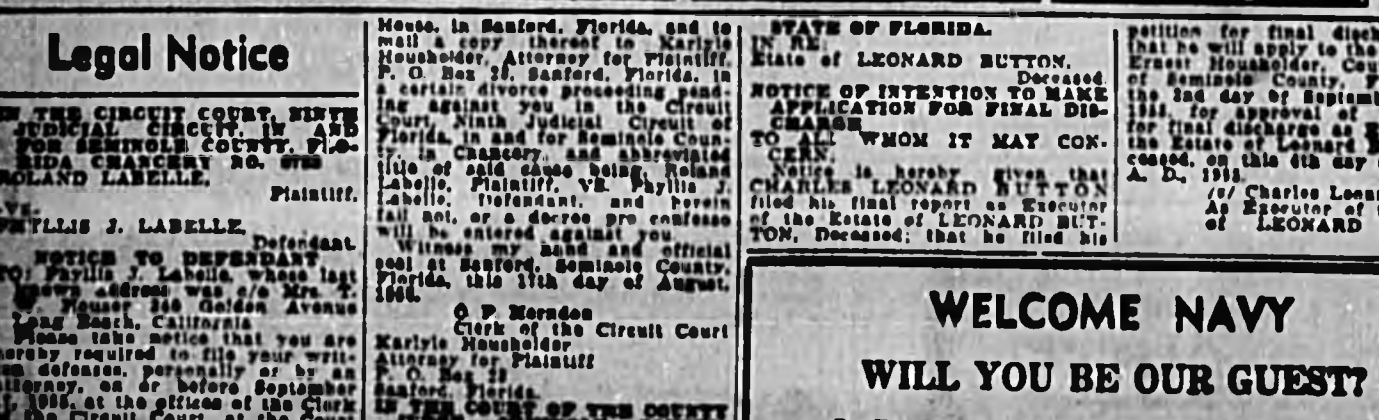 Legal Notice
IN THE CIRCUIT COURT, NINTH
JUDICIAL CIRCUIT, IN AND
FOR SEMINOLE COUNTY, FLO-
RIDA CHANCERY NO.
ROLAND LABELLE,
Plaintiff,
VS.
PHYLLIS J. LABELLE,
Defendant
NOTICE TO DEFENDANT
TO: Phyllis J. Labelle, whose last
known address was c/o Mrs. T.
Houser 340 Golden Avenue
Long Beach, California
Please take notice that you are
hereby required to file your writ-
defenses, personally or by an
attorney, on or before September
at the offices of the Clerk
the Circuit Court, at the
House, in Sanford, Florida, and to
mail a copy thereof to Karlyle
Housholder, Attorney for Plaintiff,
P. O. Box 28, Sanford, Florida, in
a certain divorce proceeding pend-
ing against you in the Circuit
Court, Ninth Judicial Circuit of
Florida, in and for Seminole Coun-
ty, in Chancery, and abbreviated
title of said cause being, Roland
Labelle, Plaintiff, VS. Phyllis J.
Labelle, Defendant, and herein
fail not, or a decree pro confesso
will be entered against you.
Witness my hand and official
seal at Sanford, Seminole County,
Florida, this 17th day of August,
O P Herndon
Clerk of the Circuit Court
Karlyle Housholder
Attorney for Plaintiff
P. O. Box 28
Sanford, Florida.
IN THE COURT OF THE COUNTY
STATE OF FLORIDA.
IN RE:
Estate of LEONARD BUTTON,
Deceased.
NOTICE OF INTENTION TO MAKE
APPLICATION FOR FINAL DIS-
CHARGE
TO ALL WHOM IT MAY CON-
CERN:
Notice is hereby given that
CHARLES LEONARD BUTTON
filed his final report as Executor
of the Estate of LEONARD BUT-
TON, Deceased; that he filed his
petition for final disch
that he will apply to the
Ernest Housholder, Cou
of Seminole County, F
the 2nd day of Septemb
for approval of
for final discharge as E
the Estate of Leonard B
ceased, on this 4th day
A. D., 1955.
/s/ Charles Leon
As Executor of t
of LEONARD
WELCOME NAVY
WILL YOU BE OUR GUEST?